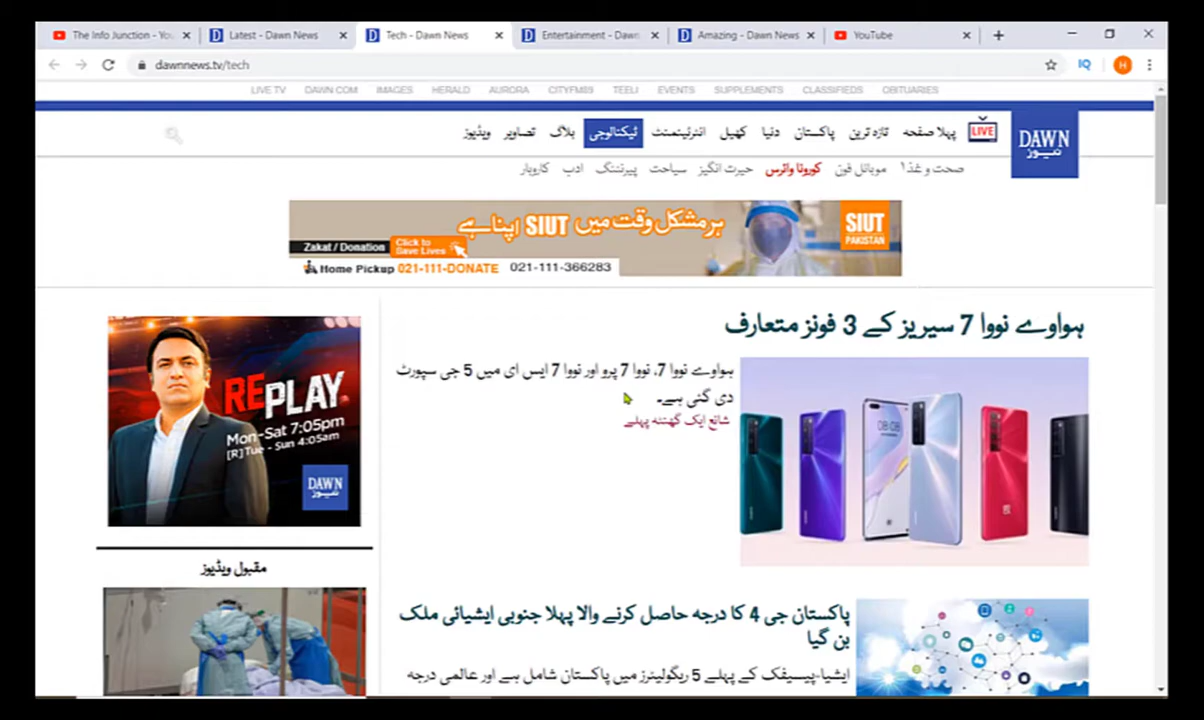 The Info Junction - You
Latest - Dawn News
Tech - Dawn News
Entertainment - Dawn
Amazing - Dawn News
YouTube
dawnnews.tv/tech
IQ
H
LIVE TV DAWN.COM IMAGES HERALD AURORA CITYFM89 TEELI EVENTS SUPPLEMENTS CLASSIFIEDS OBITUARIES
DAWN
نیوز
LIVE
پہلا صفحہ تازہ ترین پاکستان دنیا کھیل انٹرٹینمنٹ ٹیکنالوجی بلاگ تصاویر ویڈیوز
صحت و غذا موبائل فون کورونا وائرس حیرت انگیز سیاحت پیرنٹنگ ادب کاروبار
ہر مشکل وقت میں SIUT اپنا ہے
SIUT
PAKISTAN
Zakat / Donation
Click to
Save Lives
Home Pickup 021-111-DONATE 021-111-366283
ہواوے نووا 7 سیریز کے 3 فونز متعارف
ہواوے نووا 7، نووا 7 پرو اور نووا 7 ایس ای میں 5 جی سپورٹ
دی گئی ہے۔
شائع ایک گھنٹہ پہلے
REPLAY
Mon-Sat 7:05pm
[R]Tue - Sun 4:05am
DAWN
نیوز
مقبول ویڈیوز
08:08
پاکستان جی 4 کا درجہ حاصل کرنے والا پہلا جنوبی ایشیائی ملک
بن گیا
ایشیا-پیسیفک کے پہلے 5 ریگولیٹرز میں پاکستان شامل ہے اور عالمی درجہ